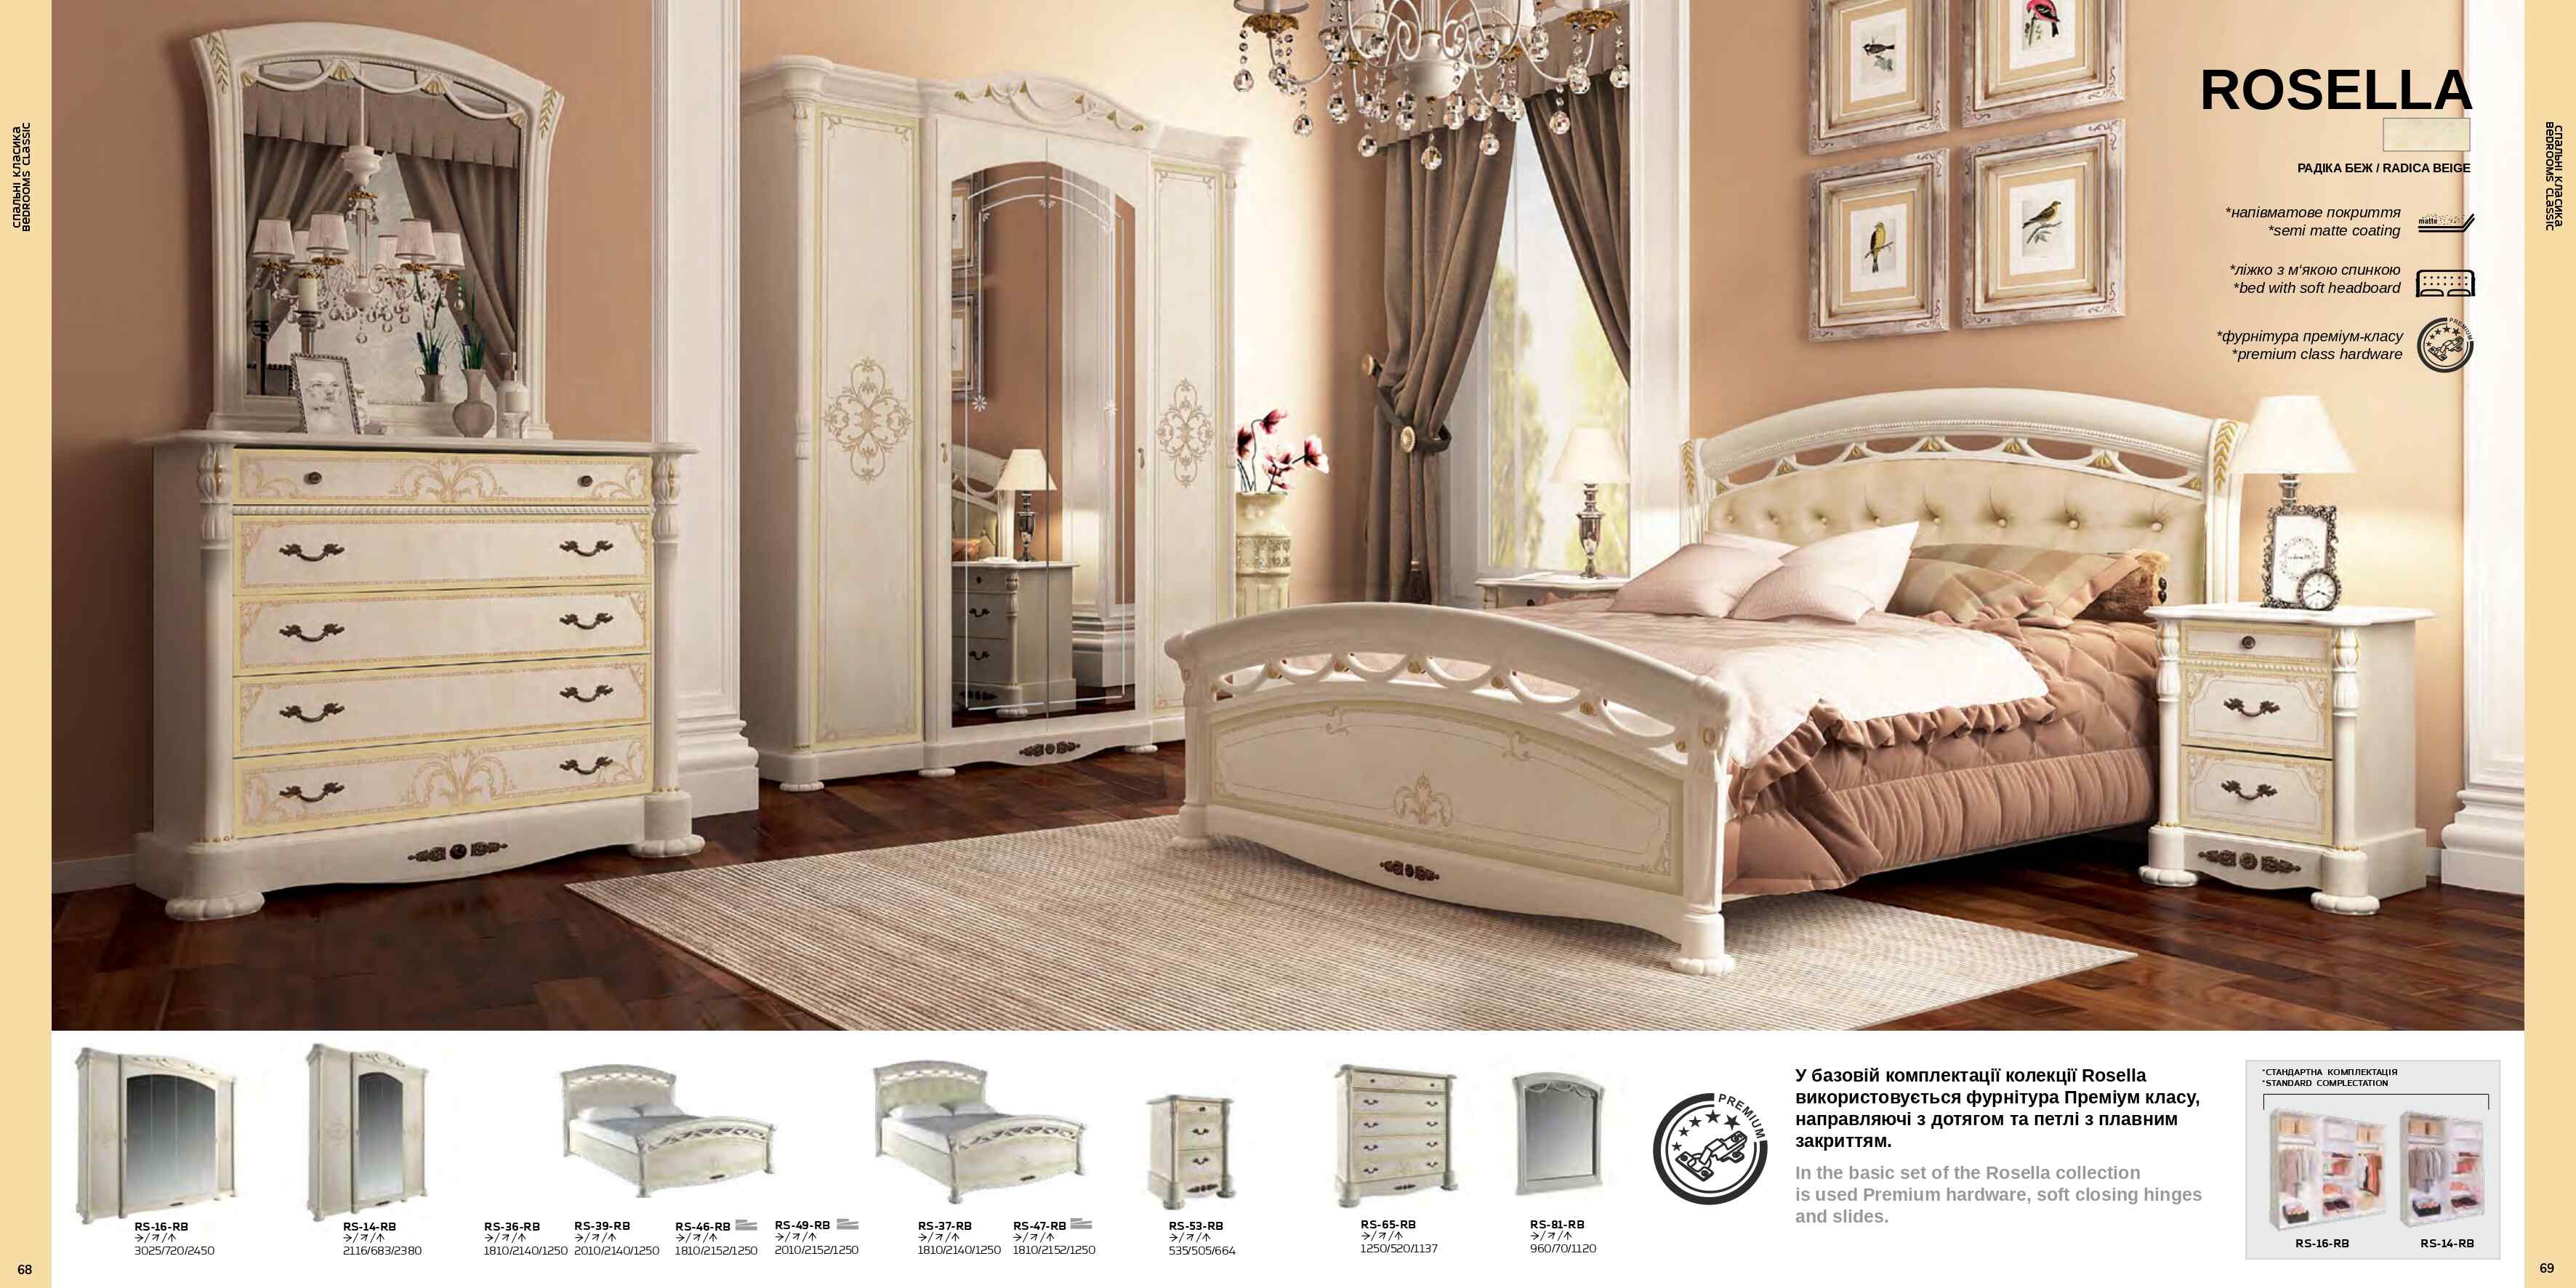 СПАЛЬНІ КЛАСИКА
BEDROOMS CLASSIC
ROSELLA
РАДІКА БЕЖ / RADICA BEIGE
*напівматове покриття
*semi matte coating
matte
*ліжко з м'якою спинкою
*bed with soft headboard
*фурнітура преміум-класу
*premium class hardware
PREMIUM
СПАЛЬНІ КЛАСИКА
BEDROOMS CLASSIC
RS-16-RB
3025/720/2450
RS-14-RB
2116/683/2380
RS-36-RB
1810/2140/1250
RS-39-RB
2010/2140/1250
RS-46-RB
1810/2152/1250
RS-49-RB
2010/2152/1250
RS-37-RB
1810/2140/1250
RS-47-RB
1810/2152/1250
RS-53-RB
535/505/664
RS-65-RB
1250/520/1137
RS-81-RB
960/70/1120
PREMIUM
У базовій комплектації колекції Rosella
використовується фурнітура Преміум класу,
направляючі з дотягом та петлі з плавним
закриттям.
In the basic set of the Rosella collection
is used Premium hardware, soft closing hinges
and slides.
*СТАНДАРТНА КОМПЛЕКТАЦІЯ
*STANDARD COMPLECTATION
RS-16-RB
RS-14-RB
68
69